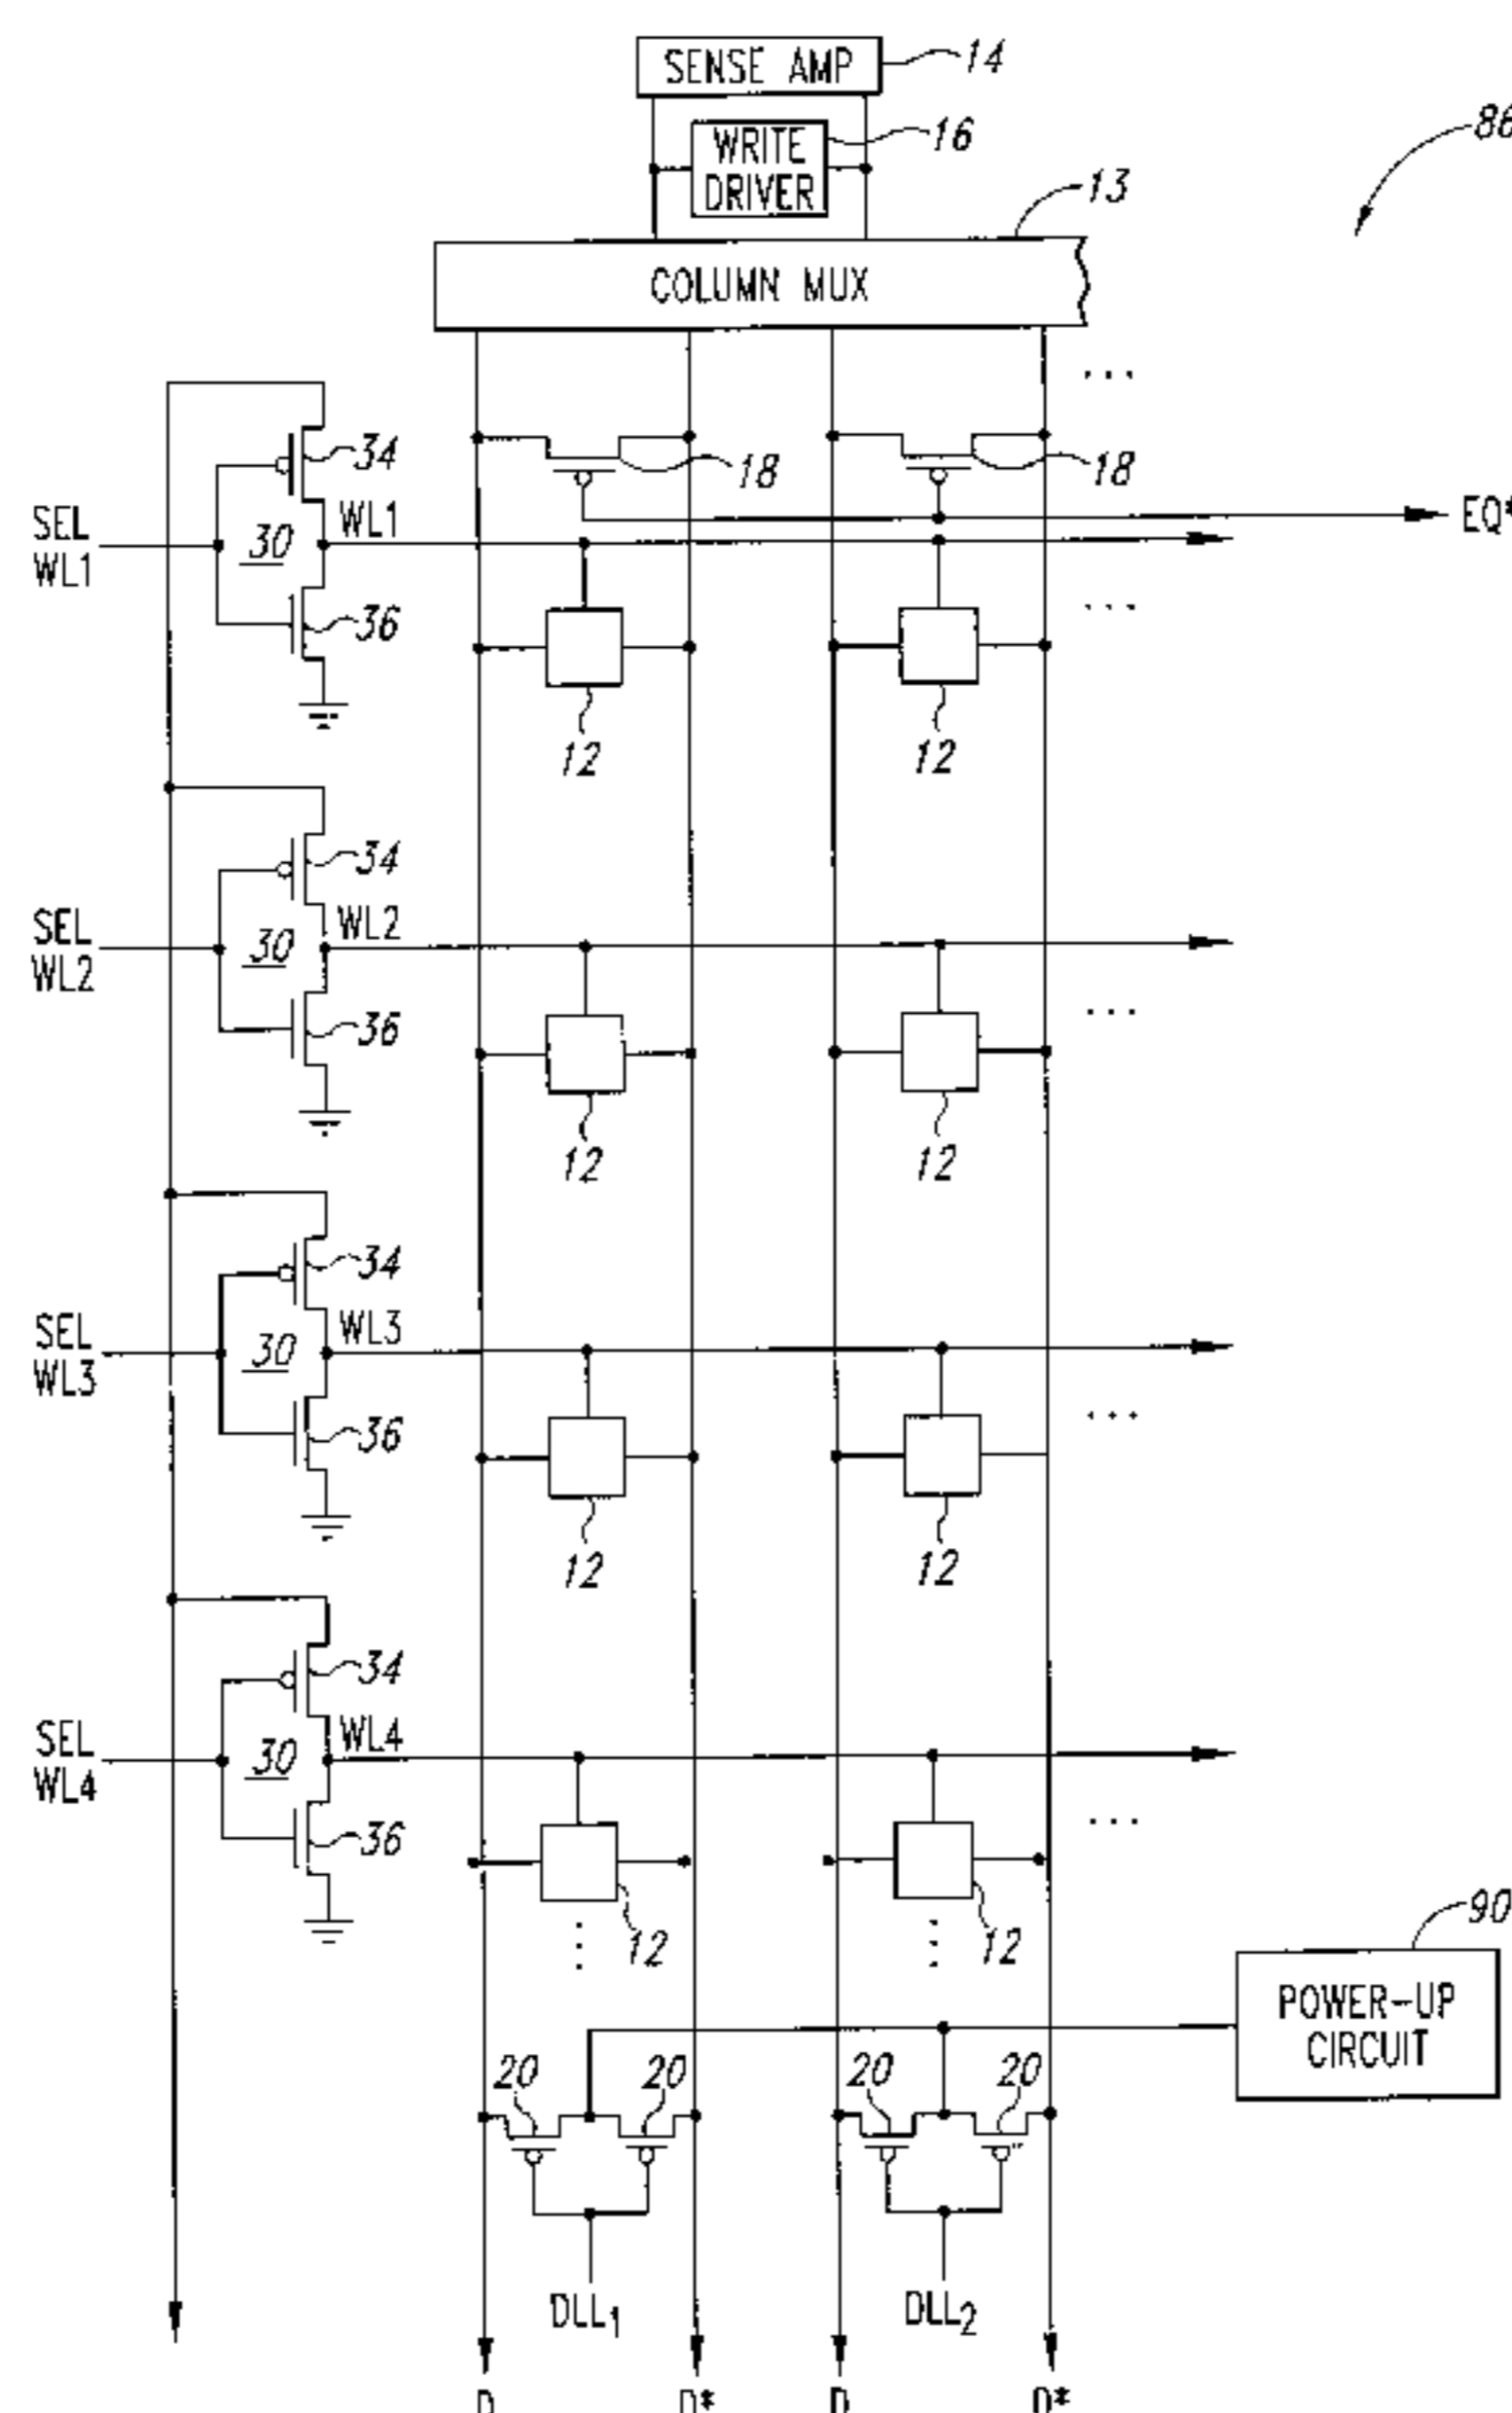 SENSE AMP
14
WRITE
DRIVER
16
13
COLUMN MUX
34
18
18
SEL
WL1
30
WL1
EQ*
36
12
12
34
SEL
WL2
30
WL2
36
12
12
34
SEL
WL3
30
WL3
36
12
12
34
SEL
WL4
30
WL4
36
12
12
90
POWER-UP
CIRCUIT
20
20
20
20
DLL1
DLL2
D
D*
D
D*